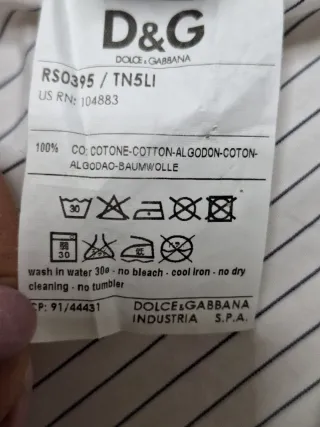 D&G
DOLCE & GABBANA
RS0395 / TN5LI
US RN: 104883
100% CO: COTONE-COTTON-ALGODON-COTON-
ALGODAO-BAUMWOLLE
30
30
wash in water 30º - no bleach - cool iron - no dry
cleaning - no tumbler
CP: 91/44431 DOLCE&GABBANA
INDUSTRIA S.P.A.